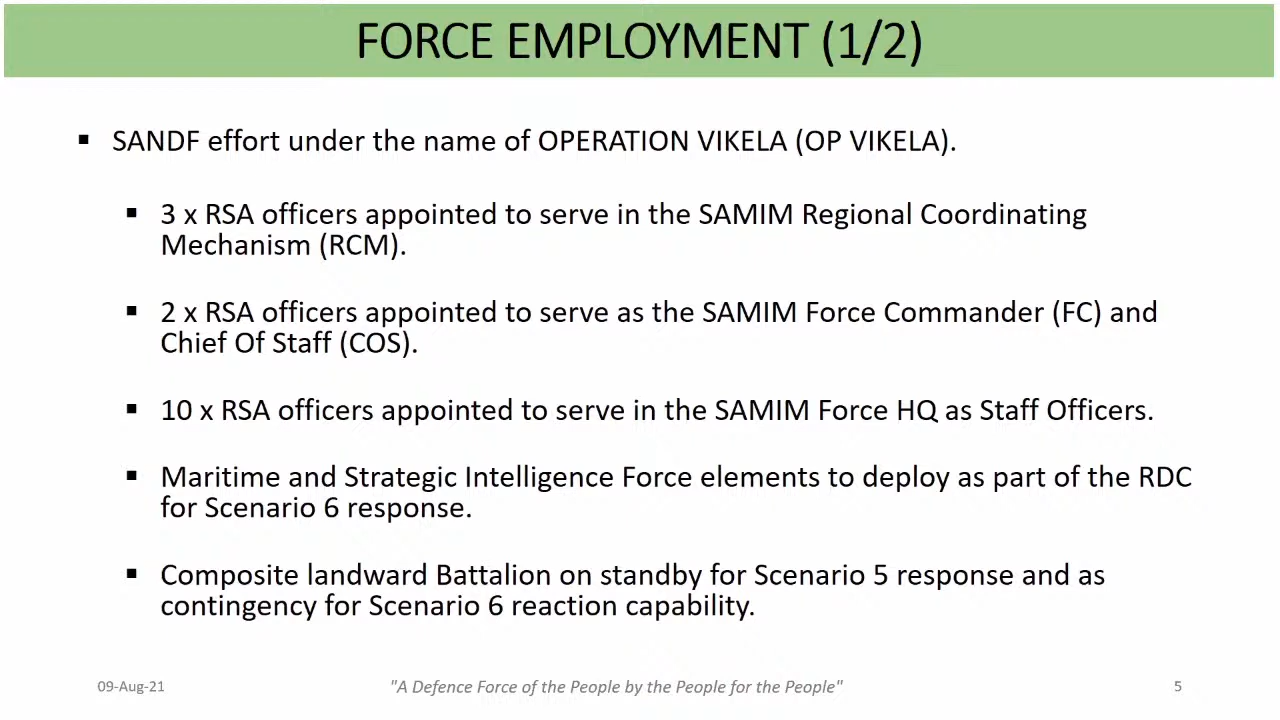 FORCE EMPLOYMENT (1/2)
▪ SANDF effort under the name of OPERATION VIKELA (OP VIKELA).
▪ 3 x RSA officers appointed to serve in the SAMIM Regional Coordinating
Mechanism (RCM).
▪ 2 x RSA officers appointed to serve as the SAMIM Force Commander (FC) and
Chief Of Staff (COS).
▪ 10 x RSA officers appointed to serve in the SAMIM Force HQ as Staff Officers.
▪ Maritime and Strategic Intelligence Force elements to deploy as part of the RDC
for Scenario 6 response.
▪ Composite landward Battalion on standby for Scenario 5 response and as
contingency for Scenario 6 reaction capability.
09-Aug-21 "A Defence Force of the People by the People for the People" 5